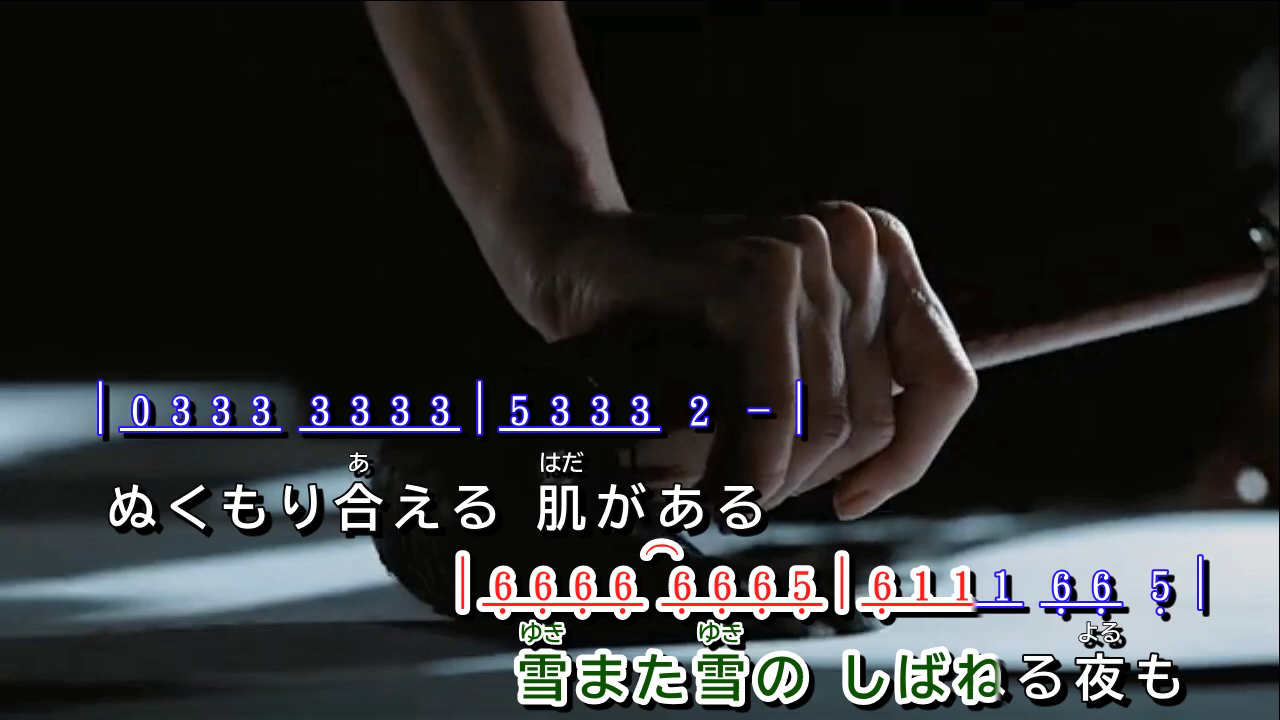 | 0 3 3 3 3 3 3 3 | 5 3 3 3 2 － |
あ はだ
ぬくもり合える 肌がある
| 6 6 6 6 6 6 6 5 | 6 1 1 1 6 6 5 |
ゆき ゆき よる
雪また雪の しばねる夜も